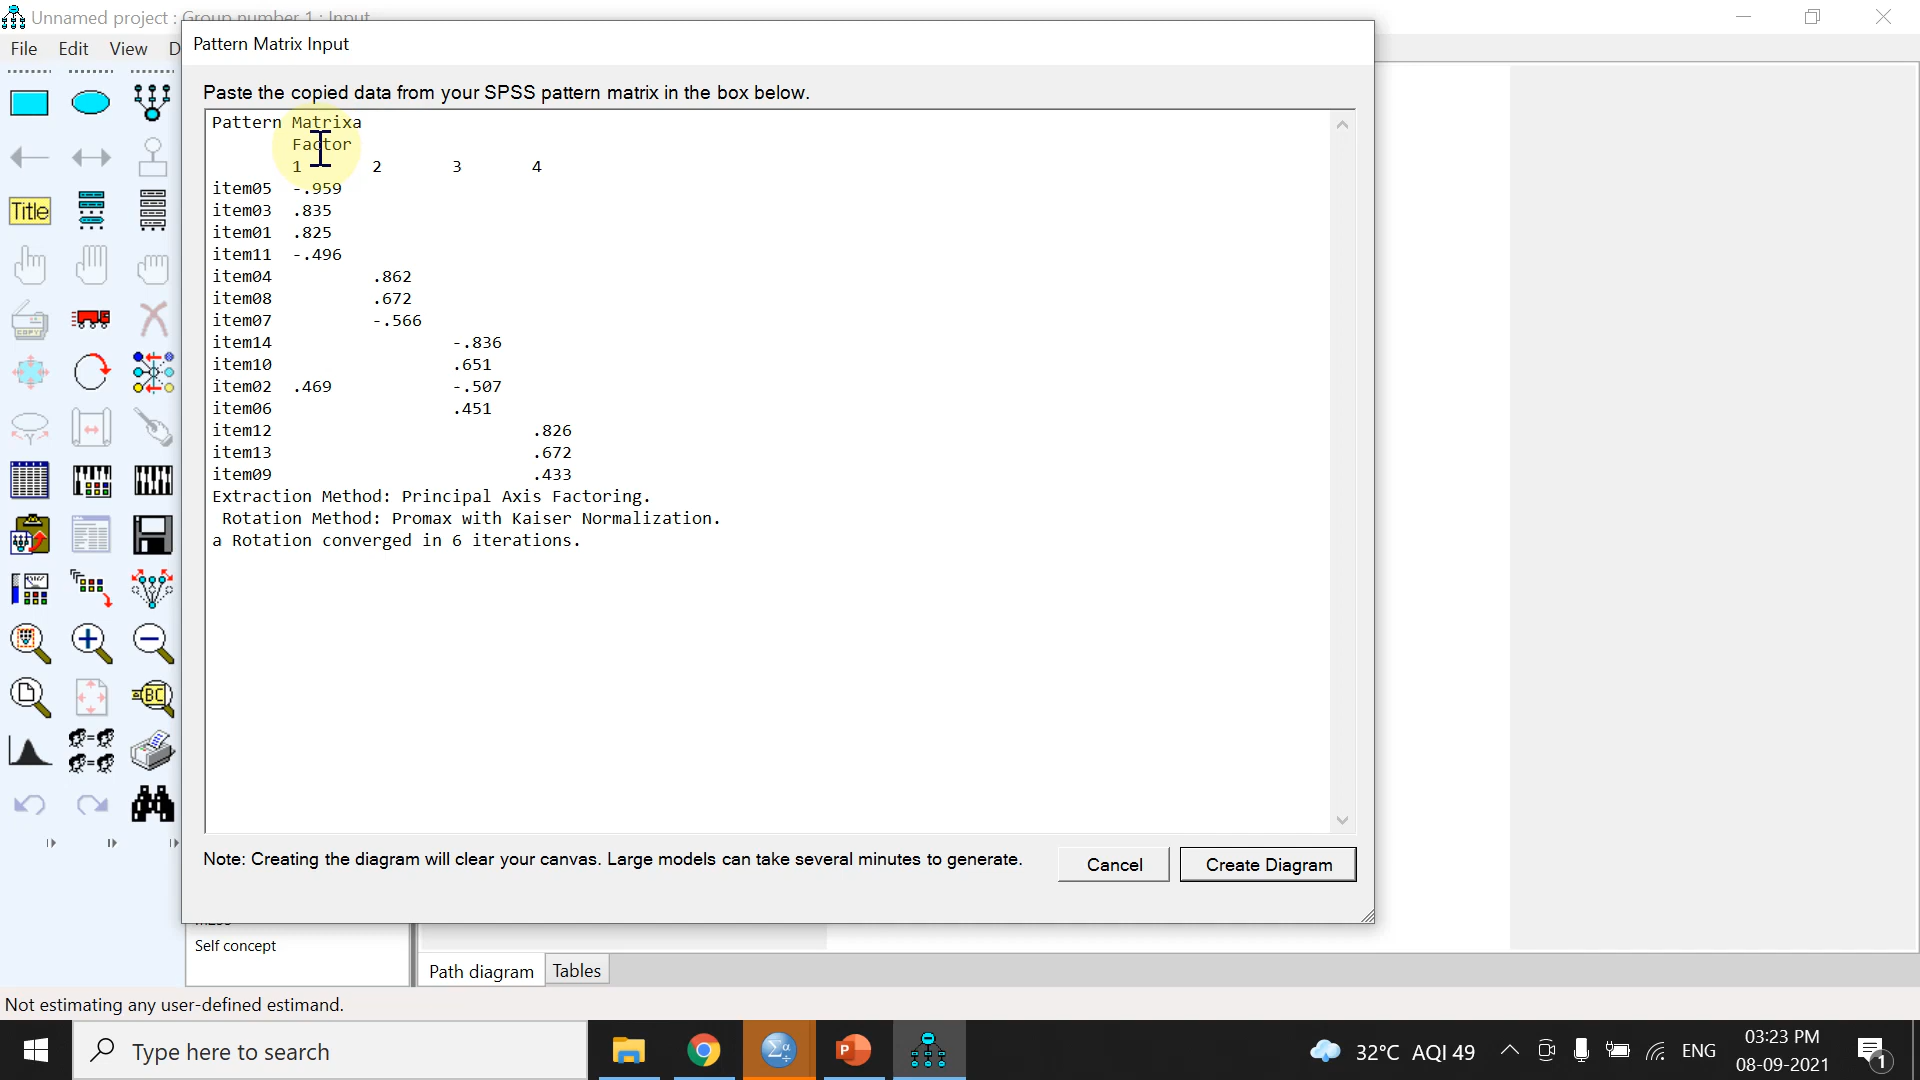 Unnamed project : Group number 1 : Input
File Edit View D
Pattern Matrix Input
Paste the copied data from your SPSS pattern matrix in the box below.
Pattern Matrixa
Factor
1 2 3 4
item05 -.959
item03 .835
item01 .825
item11 -.496
item04 .862
item08 .672
item07 -.566
item14 -.836
item10 .651
item02 .469 -.507
item06 .451
item12 .826
item13 .672
item09 .433
Extraction Method: Principal Axis Factoring.
Rotation Method: Promax with Kaiser Normalization.
a Rotation converged in 6 iterations.
Title
COPY
BC
Note: Creating the diagram will clear your canvas. Large models can take several minutes to generate.
Cancel
Create Diagram
Self concept
Path diagram Tables
Not estimating any user-defined estimand.
Type here to search
32°C AQI 49
ENG
03:23 PM
08-09-2021
1